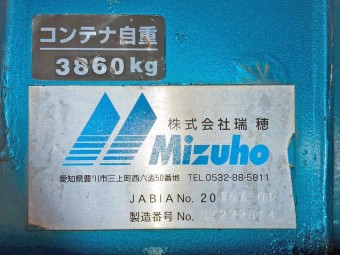 コンテナ自重
3860kg
株式会社瑞穂
Mizuho
愛知県豊川市三上町西六溝50番地 TEL.0532-88-5811
JABIA No. 20
製造番号 No.